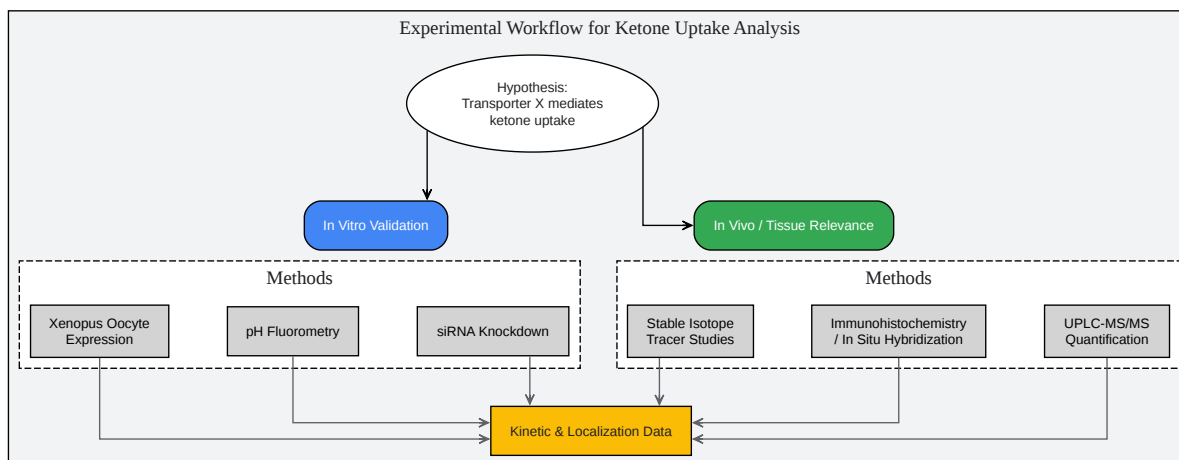 Experimental Workflow for Ketone Uptake Analysis
Hypothesis:
Transporter X mediates
ketone uptake
In Vitro Validation
In Vivo / Tissue Relevance
Methods
Xenopus Oocyte
Expression
pH Fluorometry
siRNA Knockdown
Methods
Stable Isotope
Tracer Studies
Immunohistochemistry
/ In Situ Hybridization
UPLC-MS/MS
Quantification
Kinetic & Localization Data